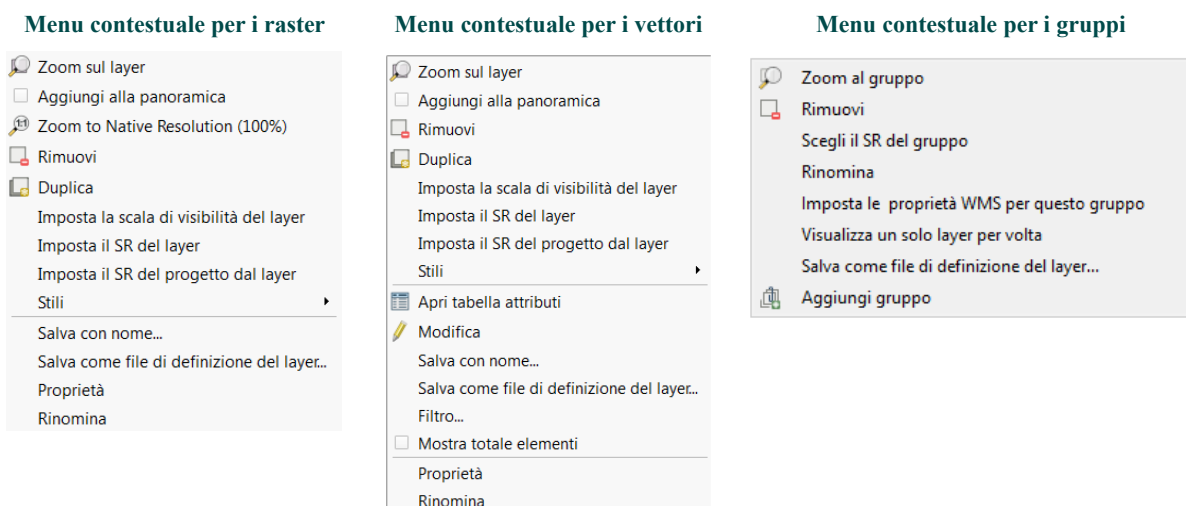 Menu contestuale per i raster
Zoom sul layer
Aggiungi alla panoramica
1:1
Zoom to Native Resolution (100%)
Rimuovi
Duplica
Imposta la scala di visibilità del layer
Imposta il SR del layer
Imposta il SR del progetto dal layer
Stili
Salva con nome...
Salva come file di definizione del layer...
Proprietà
Rinomina
Menu contestuale per i vettori
Zoom sul layer
Aggiungi alla panoramica
Rimuovi
Duplica
Imposta la scala di visibilità del layer
Imposta il SR del layer
Imposta il SR del progetto dal layer
Stili
Apri tabella attributi
Modifica
Salva con nome...
Salva come file di definizione del layer...
Filtro...
Mostra totale elementi
Proprietà
Rinomina
Menu contestuale per i gruppi
Zoom al gruppo
Rimuovi
Scegli il SR del gruppo
Rinomina
Imposta le  proprietà WMS per questo gruppo
Visualizza un solo layer per volta
Salva come file di definizione del layer...
Aggiungi gruppo